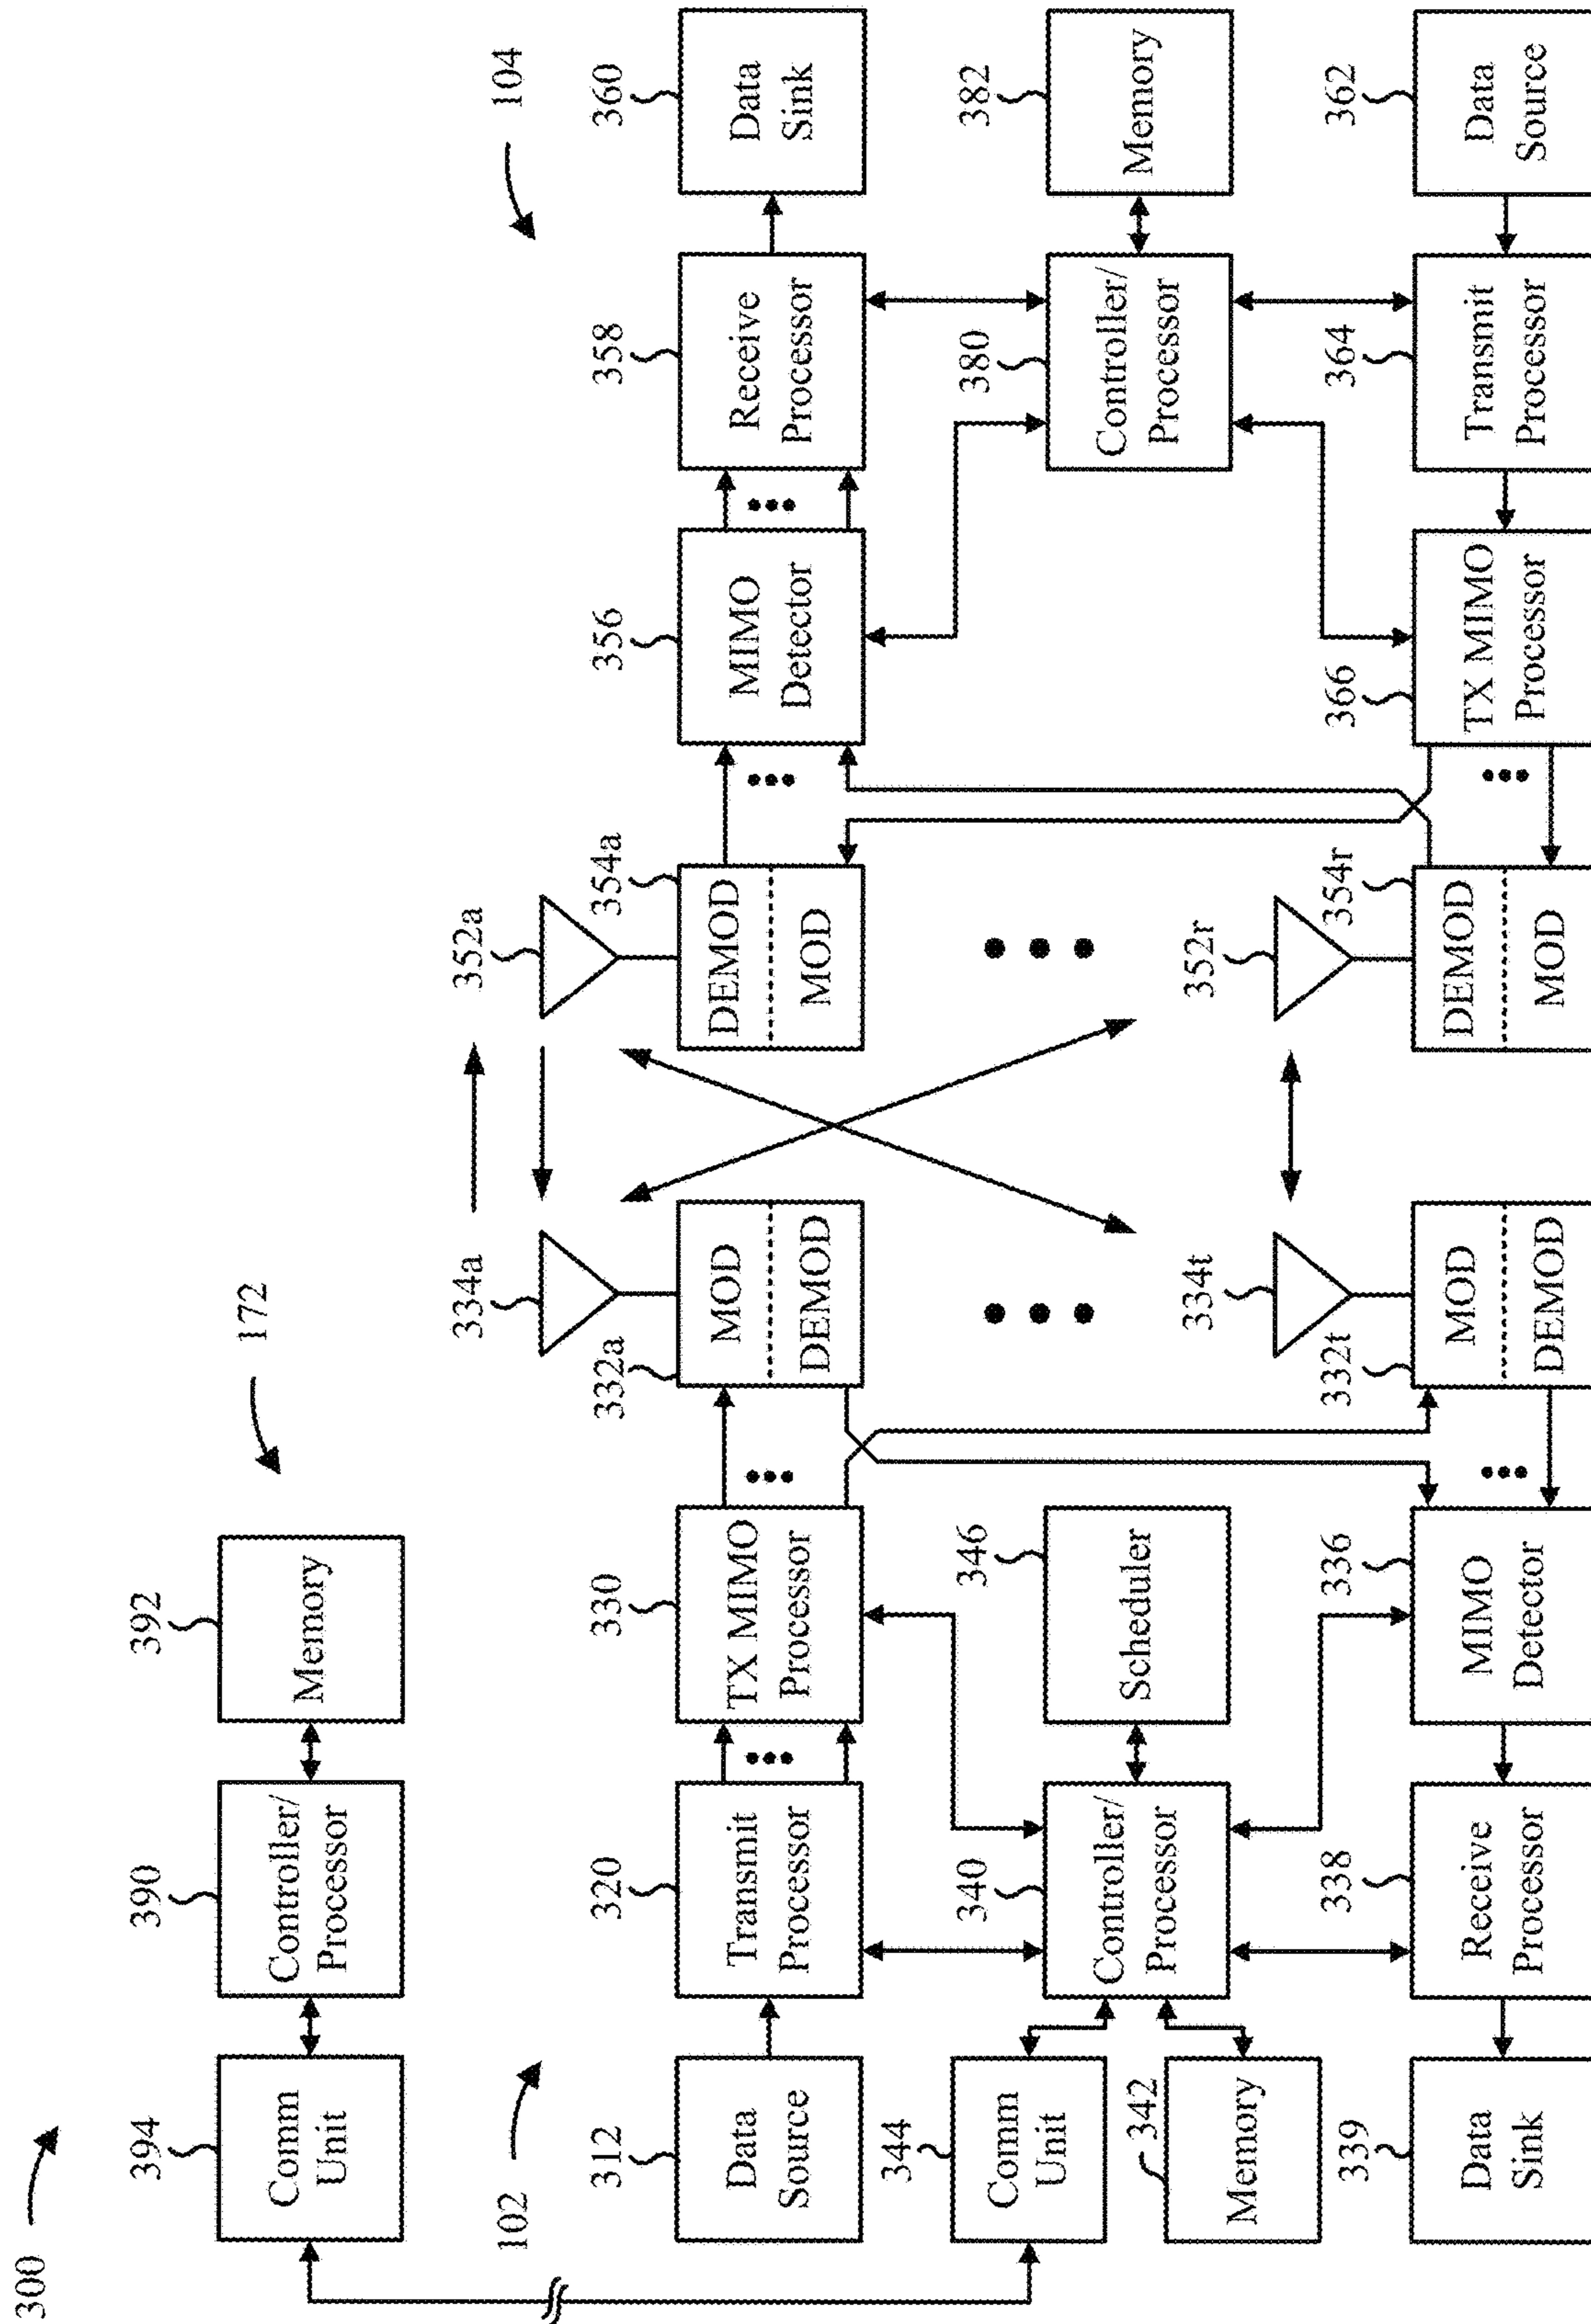 300
172
394
Comm
Unit
390
Controller/
Processor
392
Memory
102
104
312
Data
Source
320
Transmit
Processor
330
TX MIMO
Processor
332a
MOD
DEMOD
334a
352a
354a
DEMOD
MOD
356
MIMO
Detector
358
Receive
Processor
360
Data
Sink
344
Comm
Unit
342
Memory
340
Controller/
Processor
346
Scheduler
380
Controller/
Processor
382
Memory
339
Data
Sink
338
Receive
Processor
336
MIMO
Detector
332t
MOD
DEMOD
334t
352r
354r
DEMOD
MOD
366
TX MIMO
Processor
364
Transmit
Processor
362
Data
Source